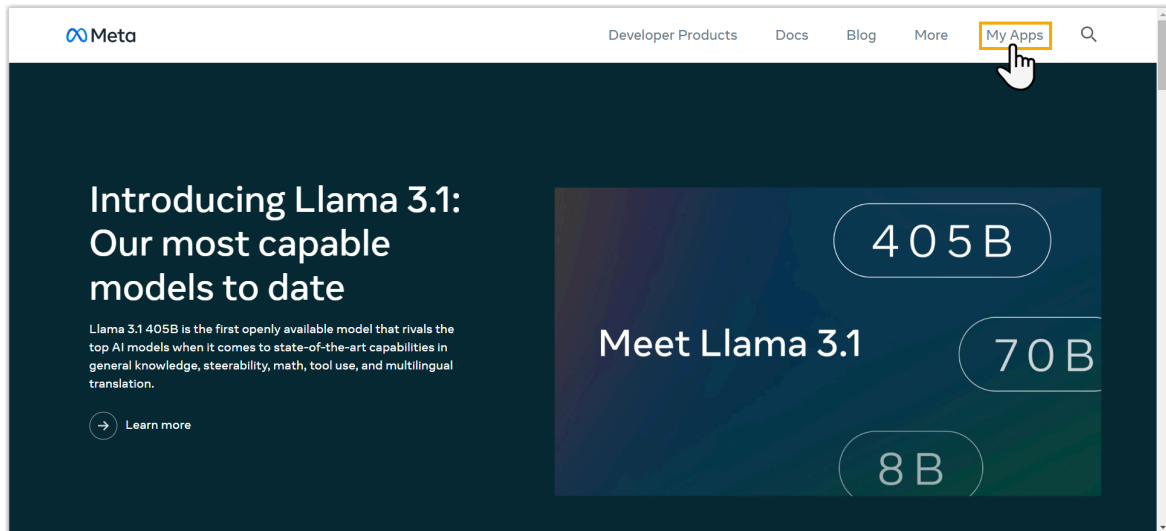 Meta
Developer Products Docs Blog More My Apps
Introducing Llama 3.1:
Our most capable
models to date
Llama 3.1 405B is the first openly available model that rivals the
top AI models when it comes to state-of-the-art capabilities in
general knowledge, steerability, math, tool use, and multilingual
translation.
Learn more
405B
Meet Llama 3.1
70B
8B